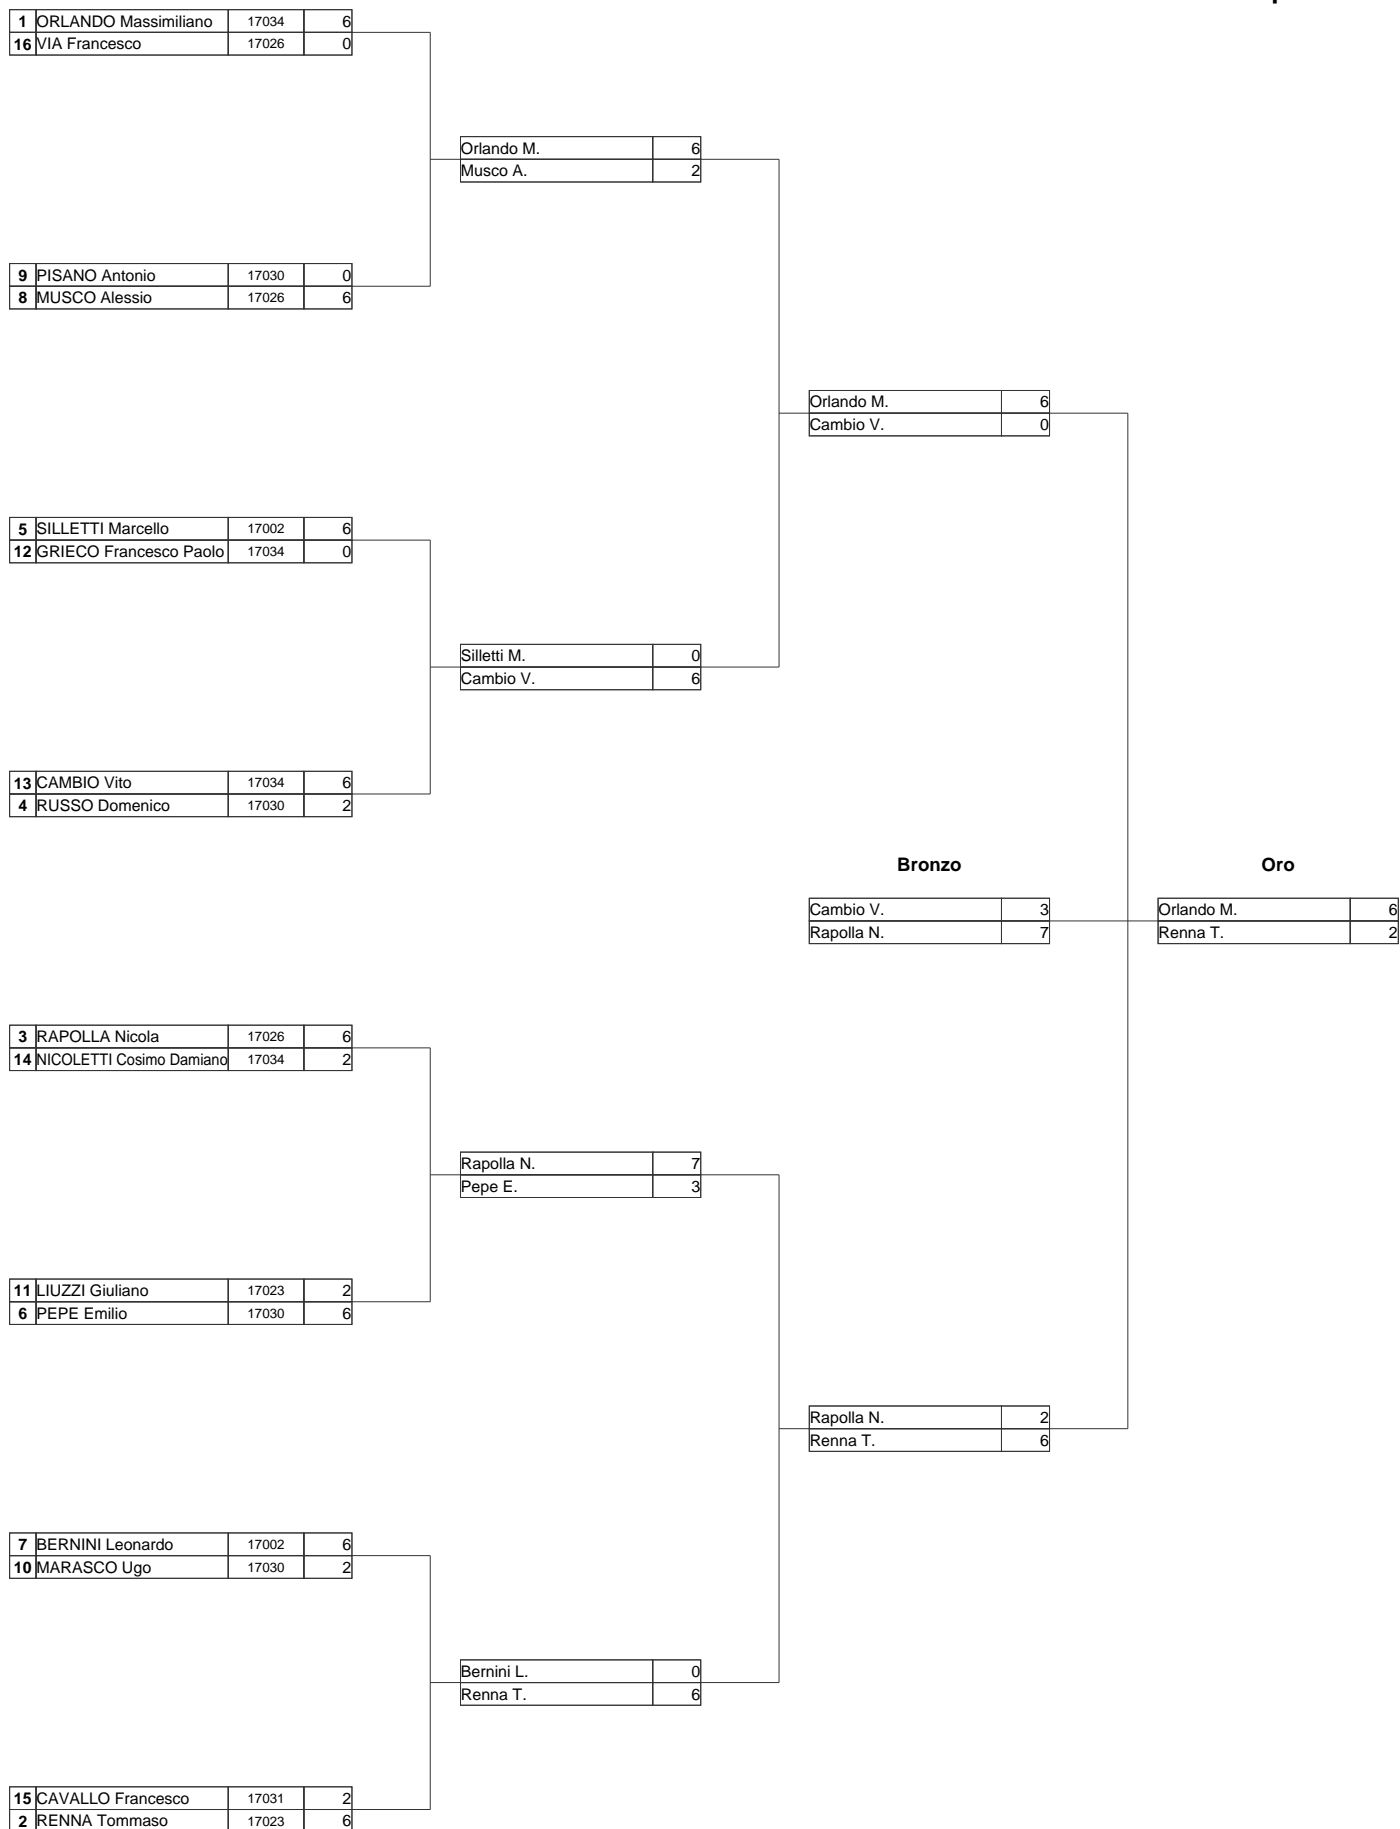 1 ORLANDO Massimiliano 17034 6
16 VIA Francesco 17026 0
Orlando M. 6
Musco A. 2
9 PISANO Antonio 17030 0
8 MUSCO Alessio 17026 6
Orlando M. 6
Cambio V. 0
5 SILLETTI Marcello 17002 6
12 GRIECO Francesco Paolo 17034 0
Silletti M. 0
Cambio V. 6
13 CAMBIO Vito 17034 6
4 RUSSO Domenico 17030 2
Bronzo Oro
Cambio V. 3 Orlando M. 6
Rapolla N. 7 Renna T. 2
3 RAPOLLA Nicola 17026 6
14 NICOLETTI Cosimo Damiano 17034 2
Rapolla N. 7
Pepe E. 3
11 LIUZZI Giuliano 17023 2
6 PEPE Emilio 17030 6
Rapolla N. 2
Renna T. 6
7 BERNINI Leonardo 17002 6
10 MARASCO Ugo 17030 2
Bernini L. 0
Renna T. 6
15 CAVALLO Francesco 17031 2
2 RENNA Tommaso 17023 6